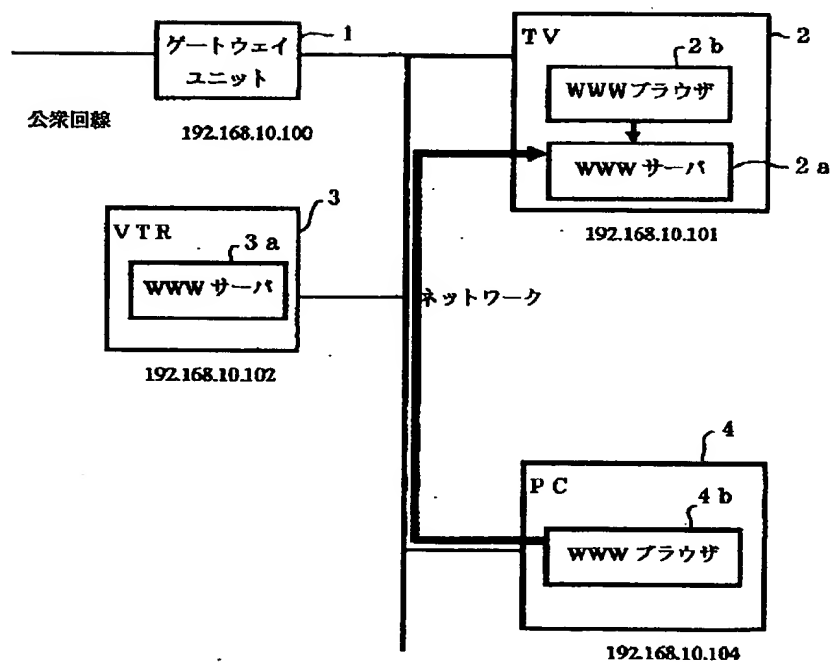 ゲートウェイ
ユニット
1
公衆回線
192.168.10.100
TV
2
2b
WWWブラウザ
WWWサーバ
2a
192.168.10.101
VTR
3
3a
WWWサーバ
192.168.10.102
ネットワーク
PC
4
4b
WWWブラウザ
192.168.10.104